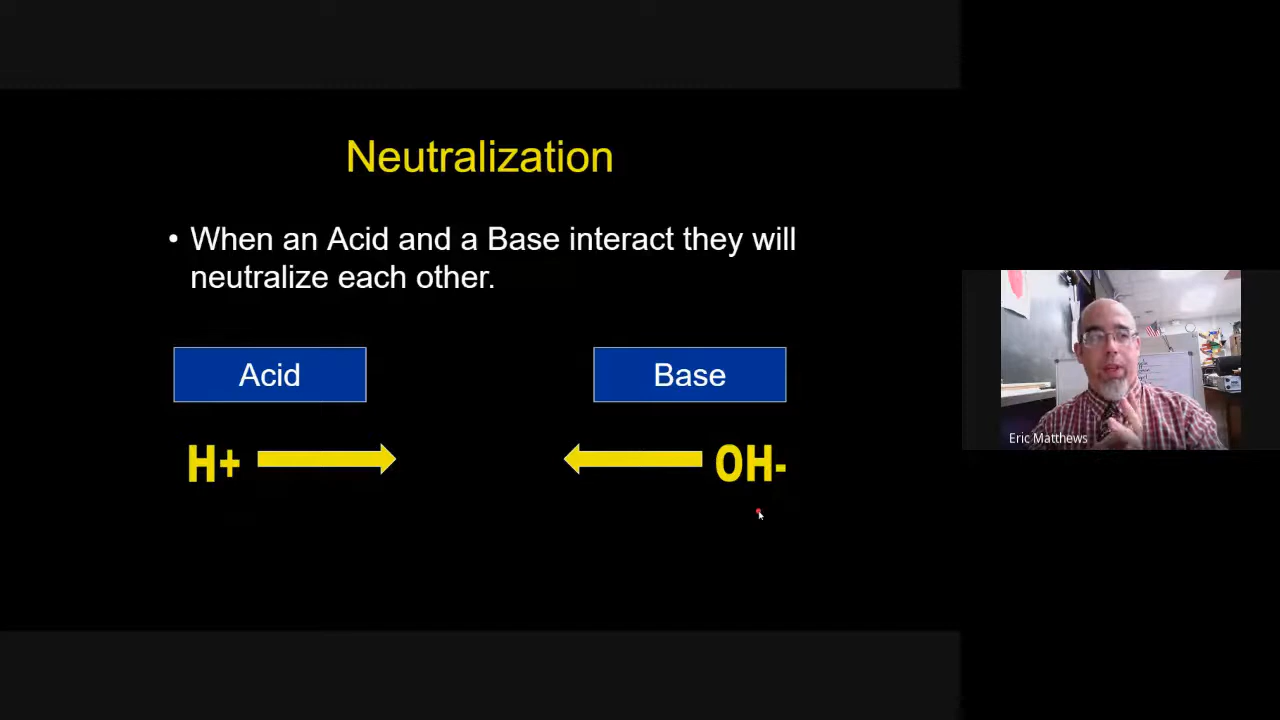 Neutralization
• When an Acid and a Base interact they will
neutralize each other.
Acid
Base
H+
OH-
Eric Matthews